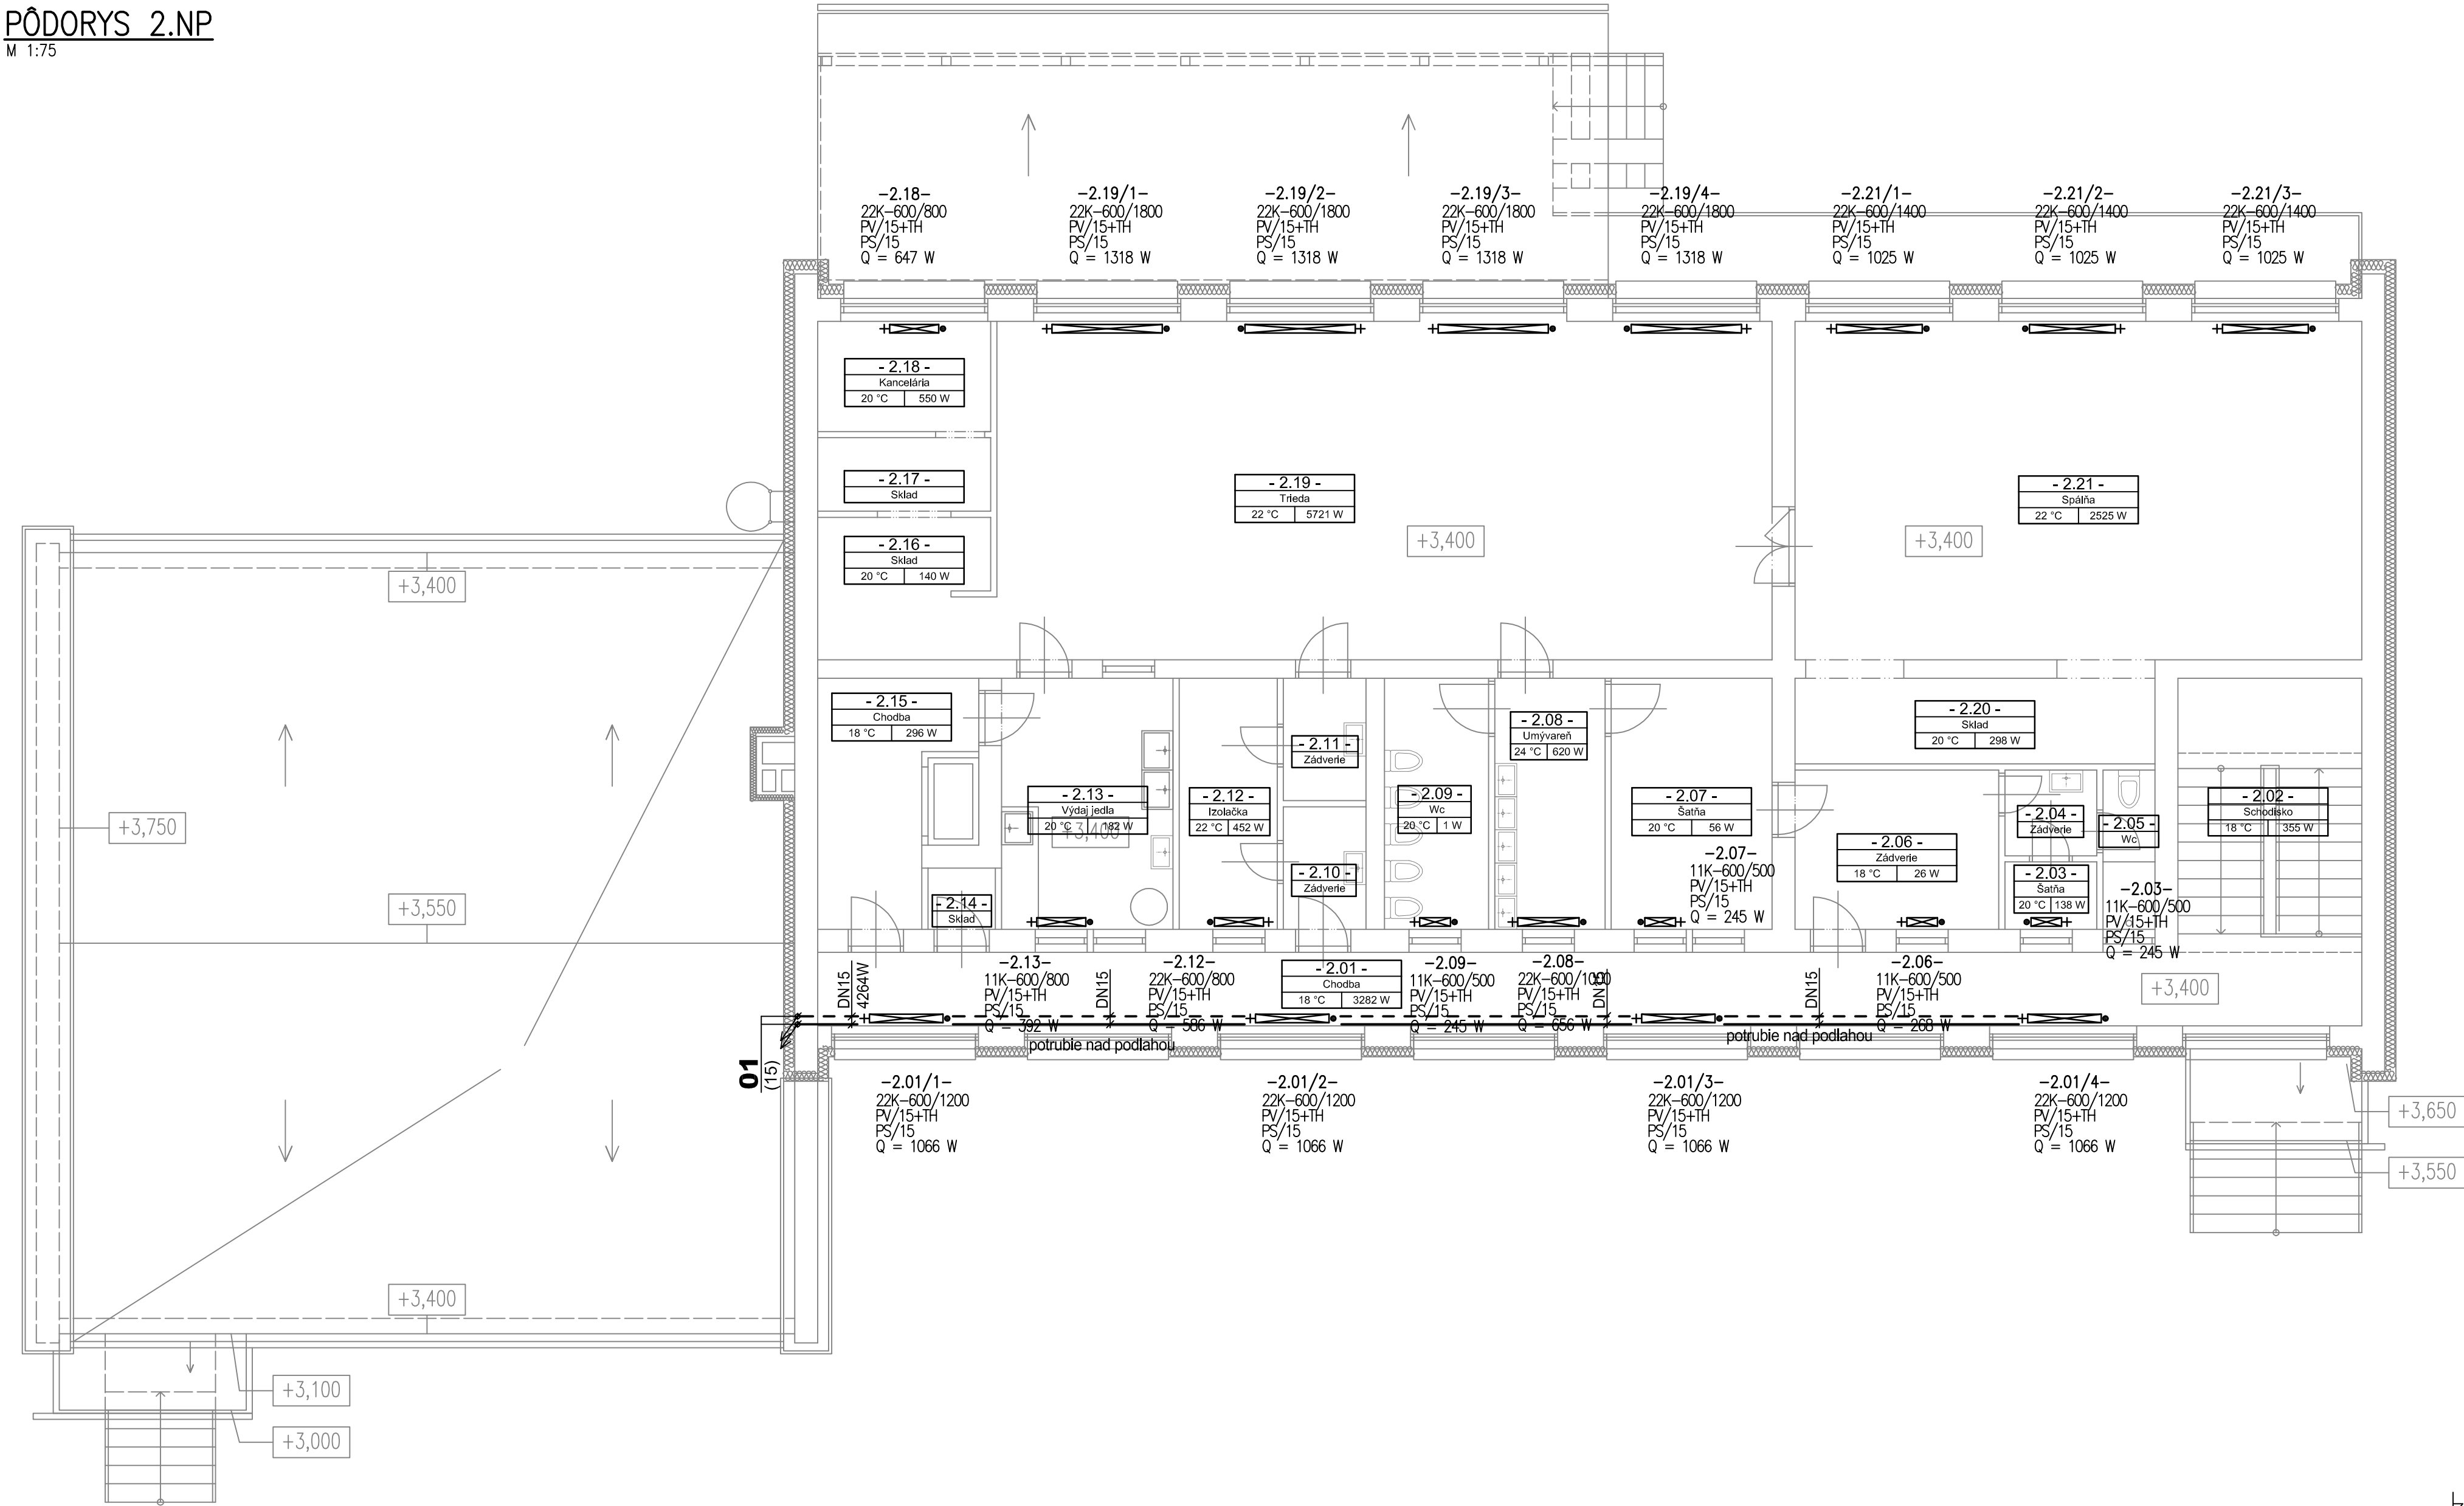 PÔDORYS 2.NP
M 1:75
-2.18-
22K-600/800
PV/15+TH
PS/15
Q = 647 W
-2.19/1-
22K-600/1800
PV/15+TH
PS/15
Q = 1318 W
-2.19/2-
22K-600/1800
PV/15+TH
PS/15
Q = 1318 W
-2.19/3-
22K-600/1800
PV/15+TH
PS/15
Q = 1318 W
-2.19/4-
22K-600/1800
PV/15+TH
PS/15
Q = 1318 W
-2.21/1-
22K-600/1400
PV/15+TH
PS/15
Q = 1025 W
-2.21/2-
22K-600/1400
PV/15+TH
PS/15
Q = 1025 W
-2.21/3-
22K-600/1400
PV/15+TH
PS/15
Q = 1025 W
- 2.18 -
Kancelária
20 °C 550 W
- 2.17 -
Sklad
- 2.16 -
Sklad
20 °C 140 W
- 2.19 -
Trieda
22 °C 5721 W
+3,400
- 2.21 -
Spálňa
22 °C 2525 W
+3,400
+3,400
+3,750
+3,550
+3,400
+3,100
+3,000
- 2.15 -
Chodba
18 °C 296 W
- 2.13 -
Výdaj jedla
20 °C 182 W
+3,400
- 2.14 -
Sklad
- 2.12 -
Izolačka
22 °C 452 W
- 2.11 -
Zádverie
- 2.10 -
Zádverie
- 2.09 -
Wc
20 °C 1 W
- 2.08 -
Umývareň
24 °C 620 W
- 2.07 -
Šatňa
20 °C 56 W
-2.07-
11K-600/500
PV/15+TH
PS/15
Q = 245 W
- 2.20 -
Sklad
20 °C 298 W
- 2.06 -
Zádverie
18 °C 26 W
- 2.04 -
Zádverie
- 2.05 -
Wc
- 2.03 -
Šatňa
20 °C 138 W
-2.03-
11K-600/500
PV/15+TH
PS/15
Q = 245 W
- 2.02 -
Schodisko
18 °C 355 W
+3,400
DN15
4264W
-2.13-
11K-600/800
PV/15+TH
PS/15
Q = 392 W
DN15
-2.12-
22K-600/800
PV/15+TH
PS/15
Q = 586 W
- 2.01 -
Chodba
18 °C 3282 W
-2.09-
11K-600/500
PV/15+TH
PS/15
Q = 245 W
-2.08-
22K-600/1000
PV/15+TH
PS/15
Q = 656 W
DN15
DN15
-2.06-
11K-600/500
PV/15+TH
PS/15
Q = 268 W
potrubie nad podlahou
potrubie nad podlahou
01
(15)
-2.01/1-
22K-600/1200
PV/15+TH
PS/15
Q = 1066 W
-2.01/2-
22K-600/1200
PV/15+TH
PS/15
Q = 1066 W
-2.01/3-
22K-600/1200
PV/15+TH
PS/15
Q = 1066 W
-2.01/4-
22K-600/1200
PV/15+TH
PS/15
Q = 1066 W
+3,650
+3,550